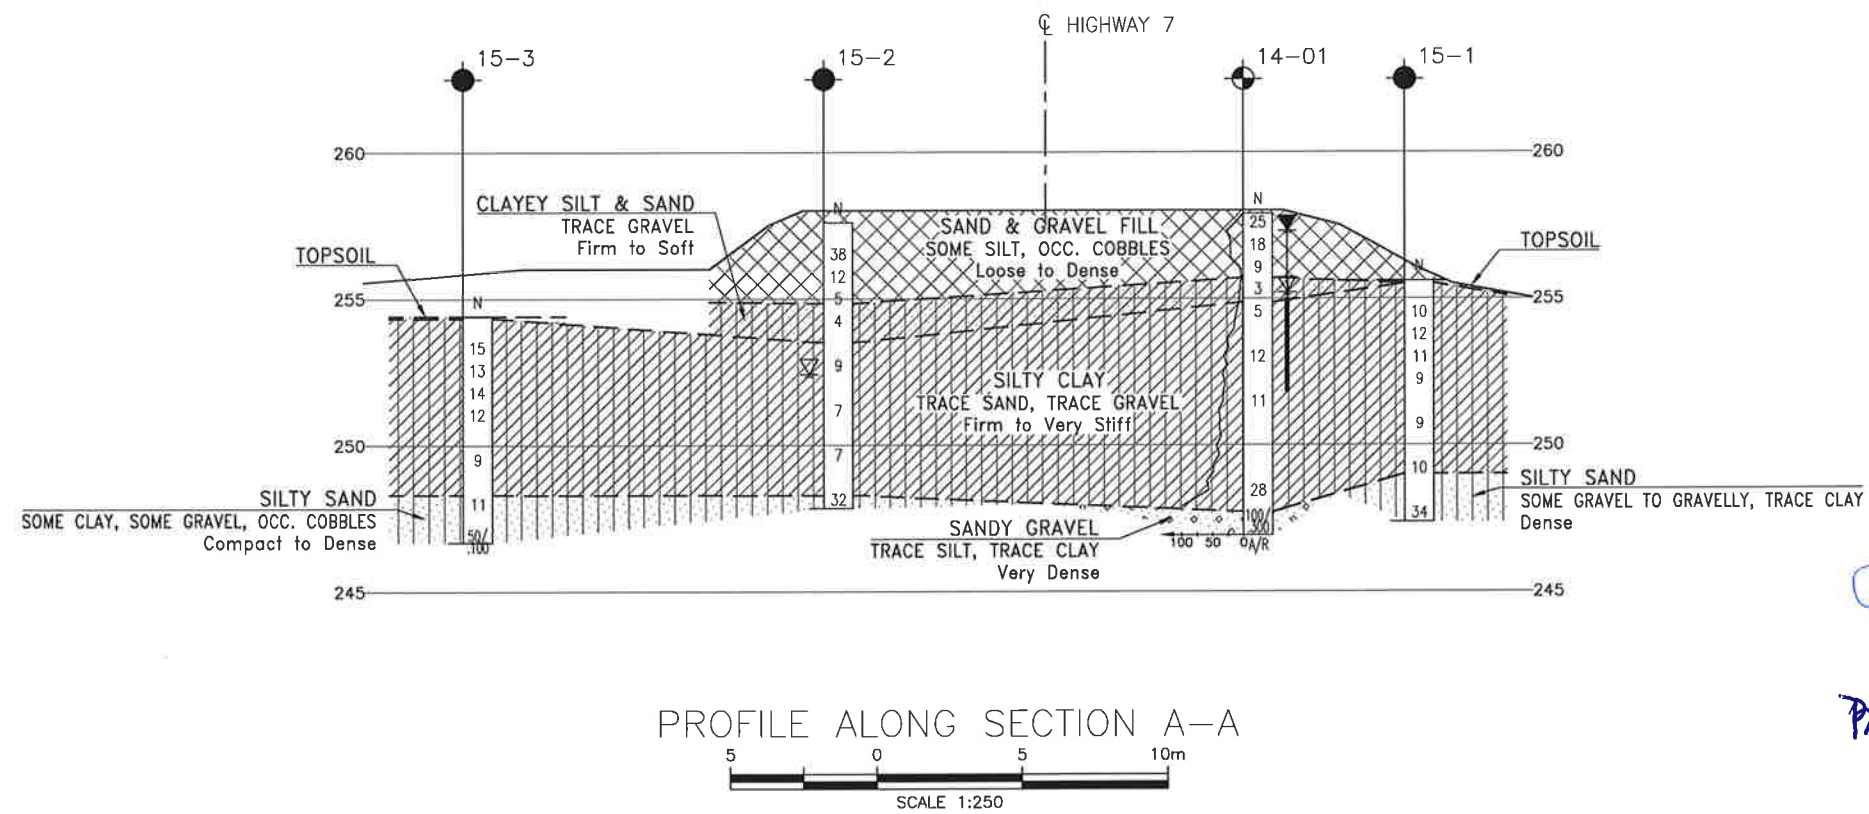 ℄ HIGHWAY 7
15-3
15-2
14-01
15-1
260
260
CLAYEY SILT & SAND
TRACE GRAVEL
Firm to Soft
SAND & GRAVEL FILL
SOME SILT, OCC. COBBLES
Loose to Dense
TOPSOIL
TOPSOIL
255
255
N
15
13
14
12
9
11
50/
.100
N
38
12
5
4
9
7
7
32
N
25
18
9
3
5
12
11
28
100/
.300
A/R
N
10
12
11
9
9
10
34
SILTY CLAY
TRACE SAND, TRACE GRAVEL
Firm to Very Stiff
250
250
SILTY SAND
SOME CLAY, SOME GRAVEL, OCC. COBBLES
Compact to Dense
SANDY GRAVEL
TRACE SILT, TRACE CLAY
Very Dense
100 50 0
SILTY SAND
SOME GRAVEL TO GRAVELLY, TRACE CLAY
Dense
245
245
PROFILE ALONG SECTION A-A
5 0 5 10m
SCALE 1:250